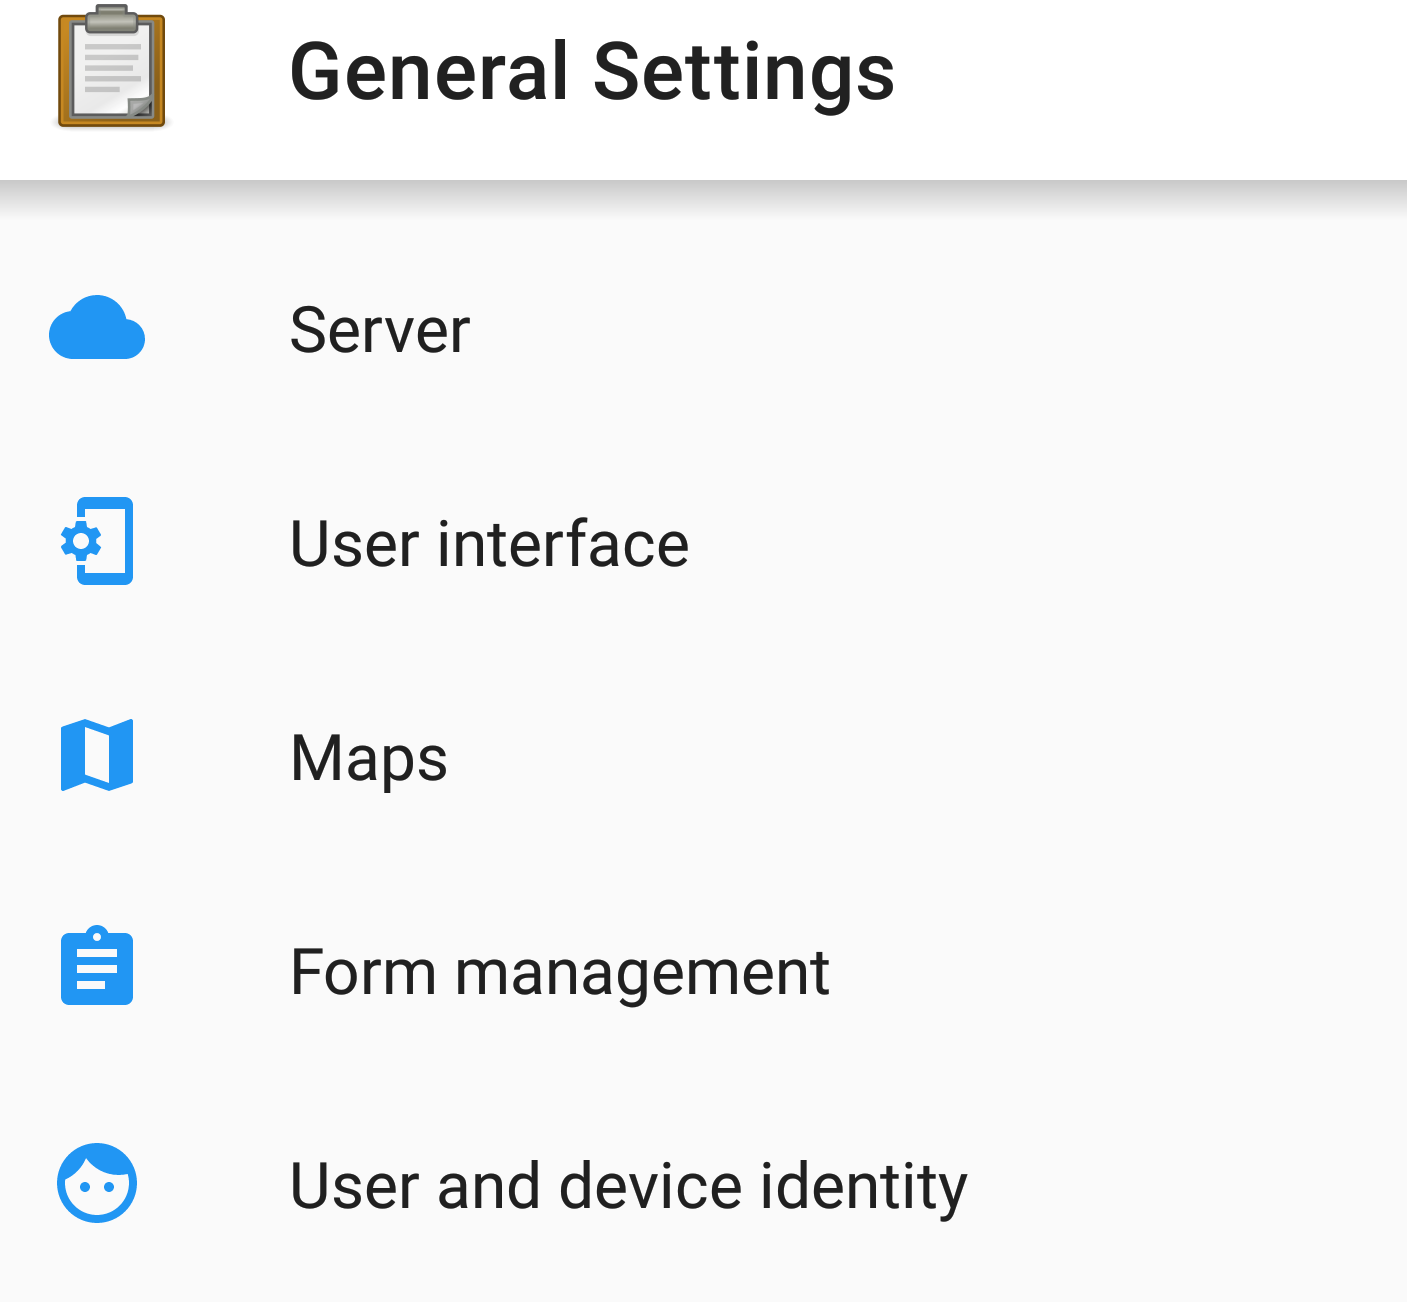 General Settings
Server
User interface
Maps
Form management
User and device identity